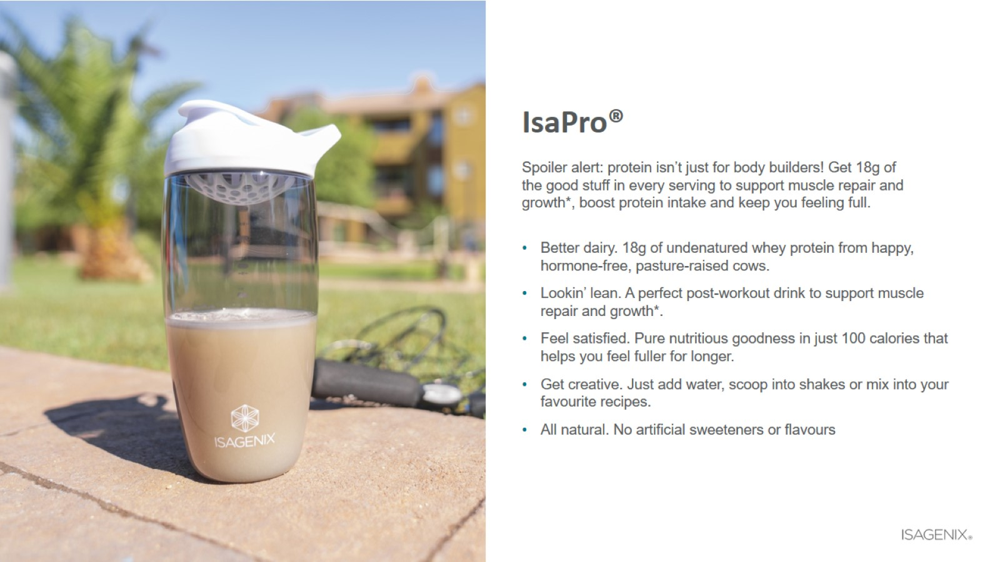 IsaPro®
Spoiler alert: protein isn’t just for body builders! Get 18g of
the good stuff in every serving to support muscle repair and
growth*, boost protein intake and keep you feeling full.
• Better dairy. 18g of undenatured whey protein from happy,
hormone-free, pasture-raised cows.
• Lookin’ lean. A perfect post-workout drink to support muscle
repair and growth*.
• Feel satisfied. Pure nutritious goodness in just 100 calories that
helps you feel fuller for longer.
• Get creative. Just add water, scoop into shakes or mix into your
favourite recipes.
• All natural. No artificial sweeteners or flavours
ISAGENIX
ISAGENIX®